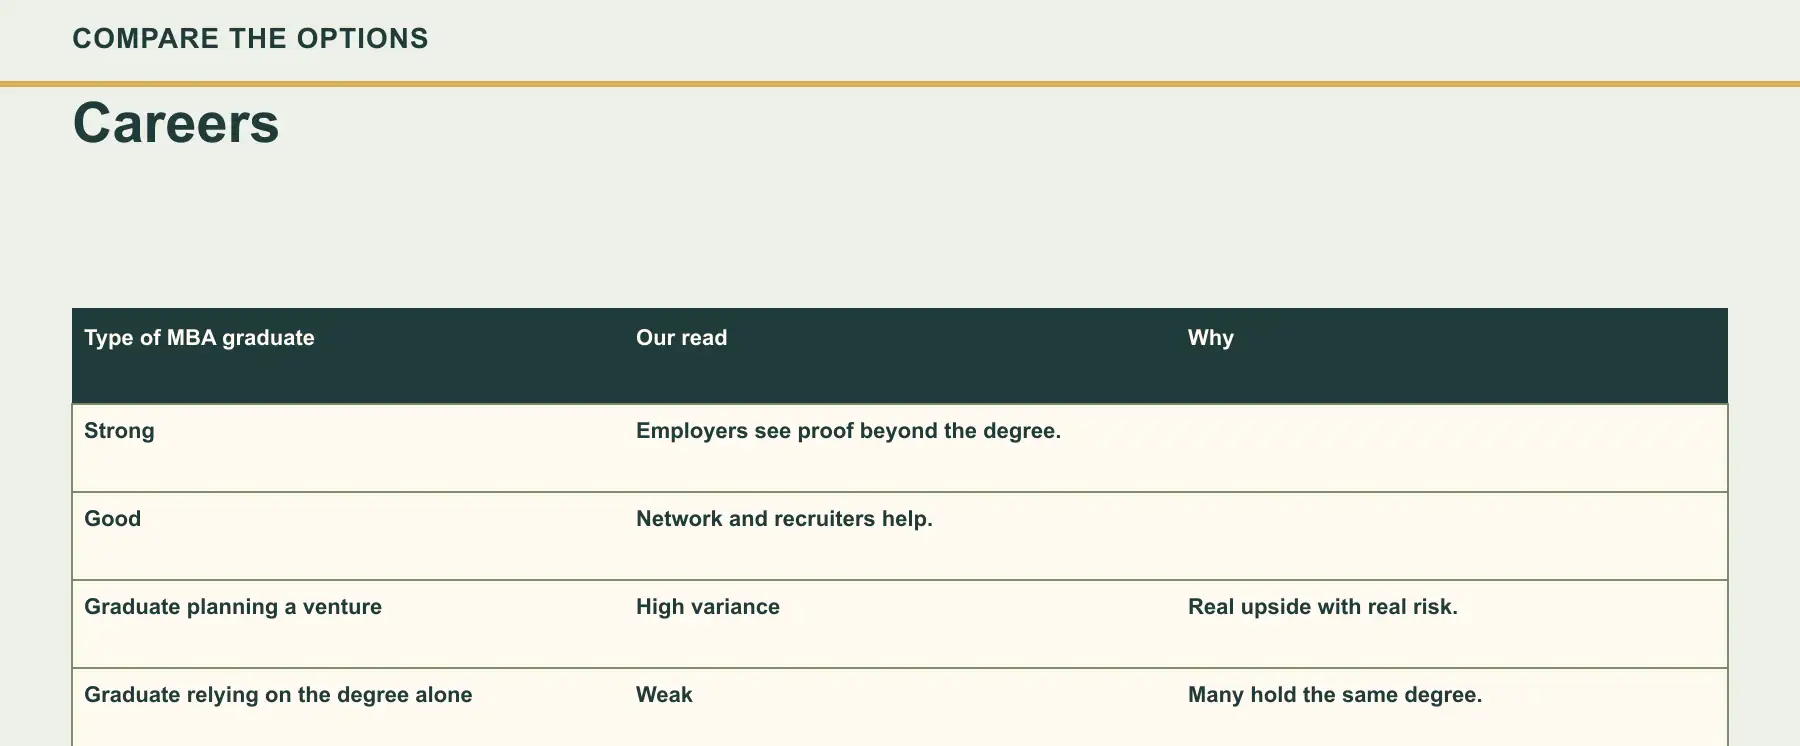 COMPARE THE OPTIONS
Careers
Type of MBA graduate Our read Why
Strong Employers see proof beyond the degree.
Good Network and recruiters help.
Graduate planning a venture High variance Real upside with real risk.
Graduate relying on the degree alone Weak Many hold the same degree.